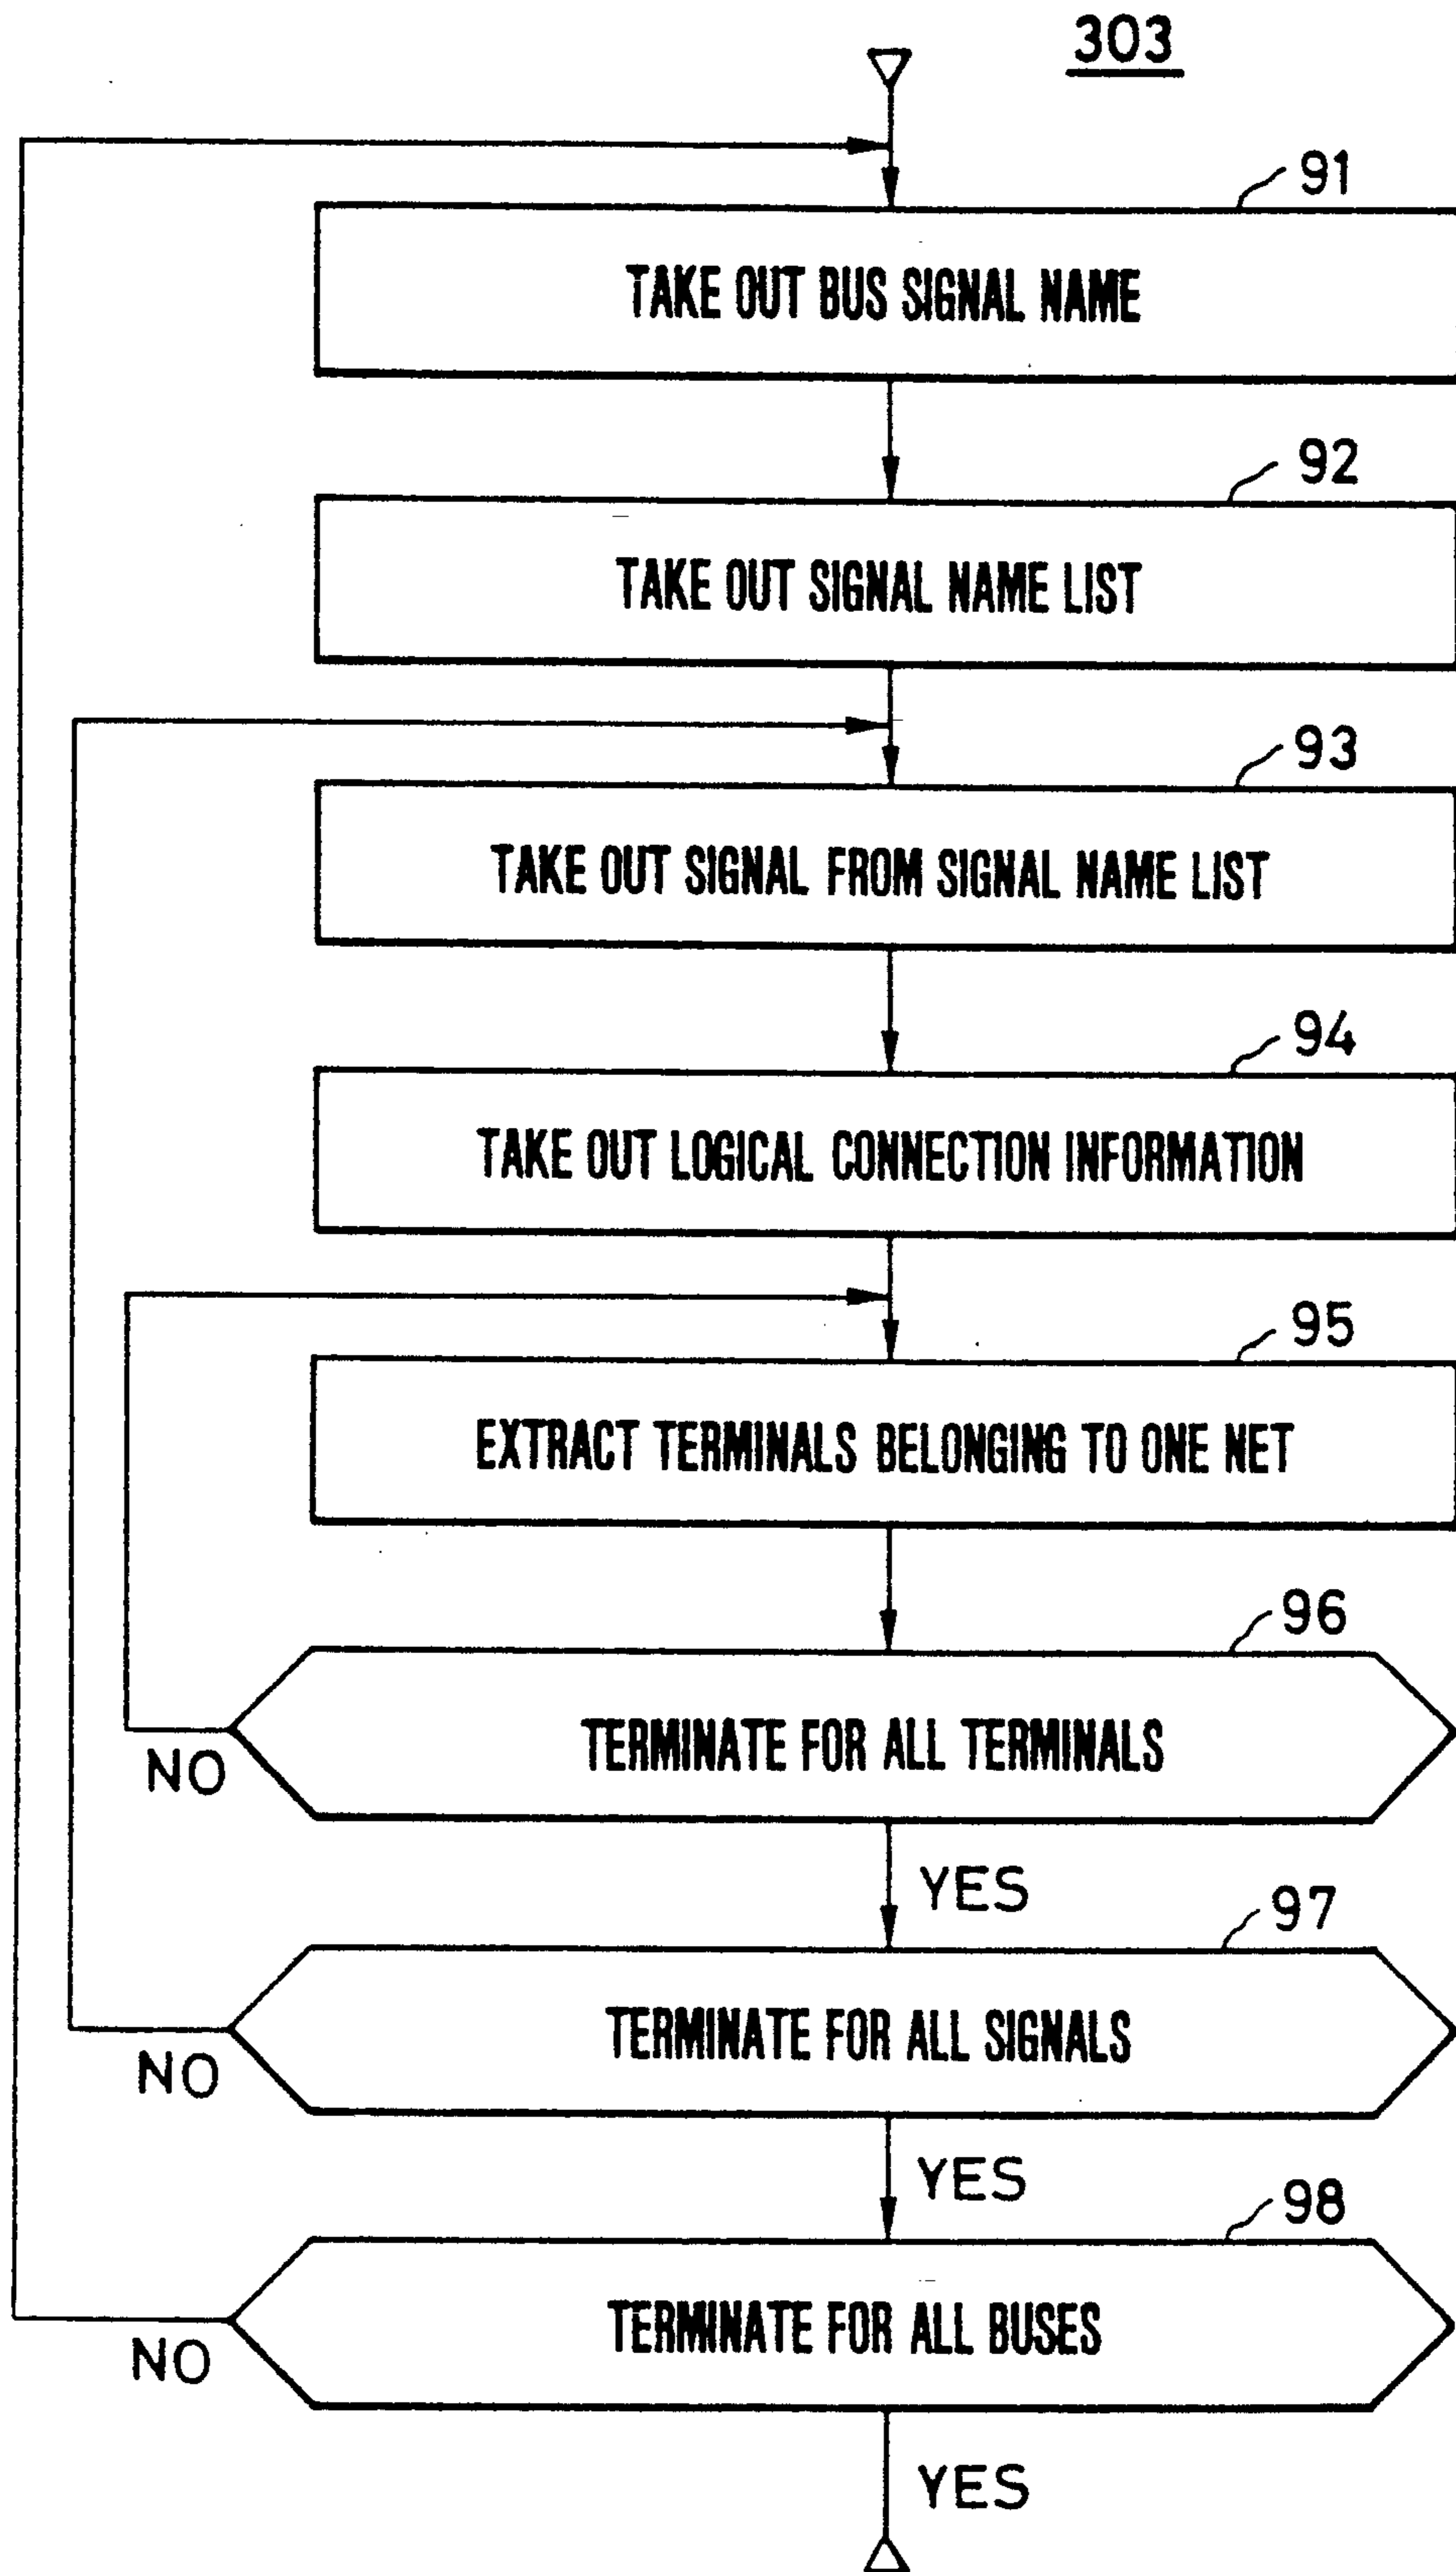 303
91
TAKE OUT BUS SIGNAL NAME
92
TAKE OUT SIGNAL NAME LIST
93
TAKE OUT SIGNAL FROM SIGNAL NAME LIST
94
TAKE OUT LOGICAL CONNECTION INFORMATION
95
EXTRACT TERMINALS BELONGING TO ONE NET
96
TERMINATE FOR ALL TERMINALS
NO
YES
97
TERMINATE FOR ALL SIGNALS
NO
YES
98
TERMINATE FOR ALL BUSES
NO
YES